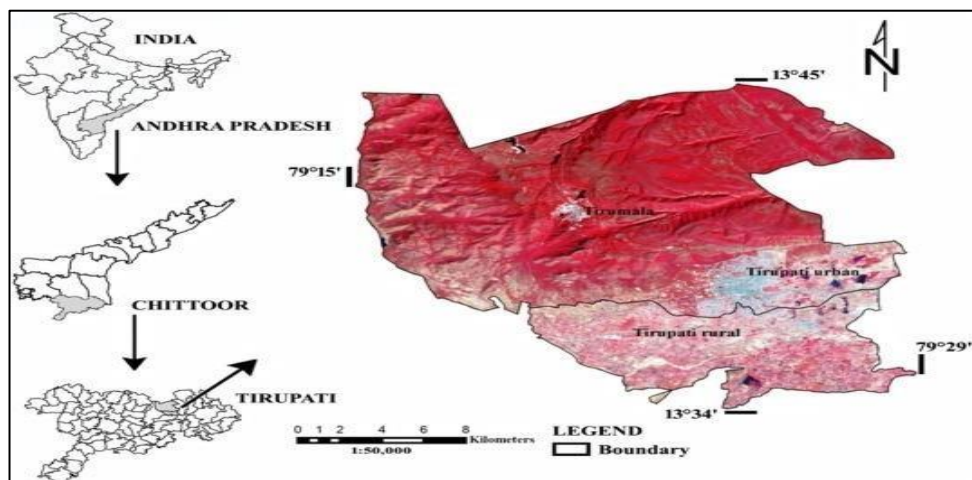 INDIA
ANDHRA PRADESH
CHITTOOR
TIRUPATI
13°45'
N
79°15'
Tirumala
Tirupati urban
Tirupati rural
79°29'
13°34'
0 1 2 4 6 8
Kilometers
1:50,000
LEGEND
Boundary